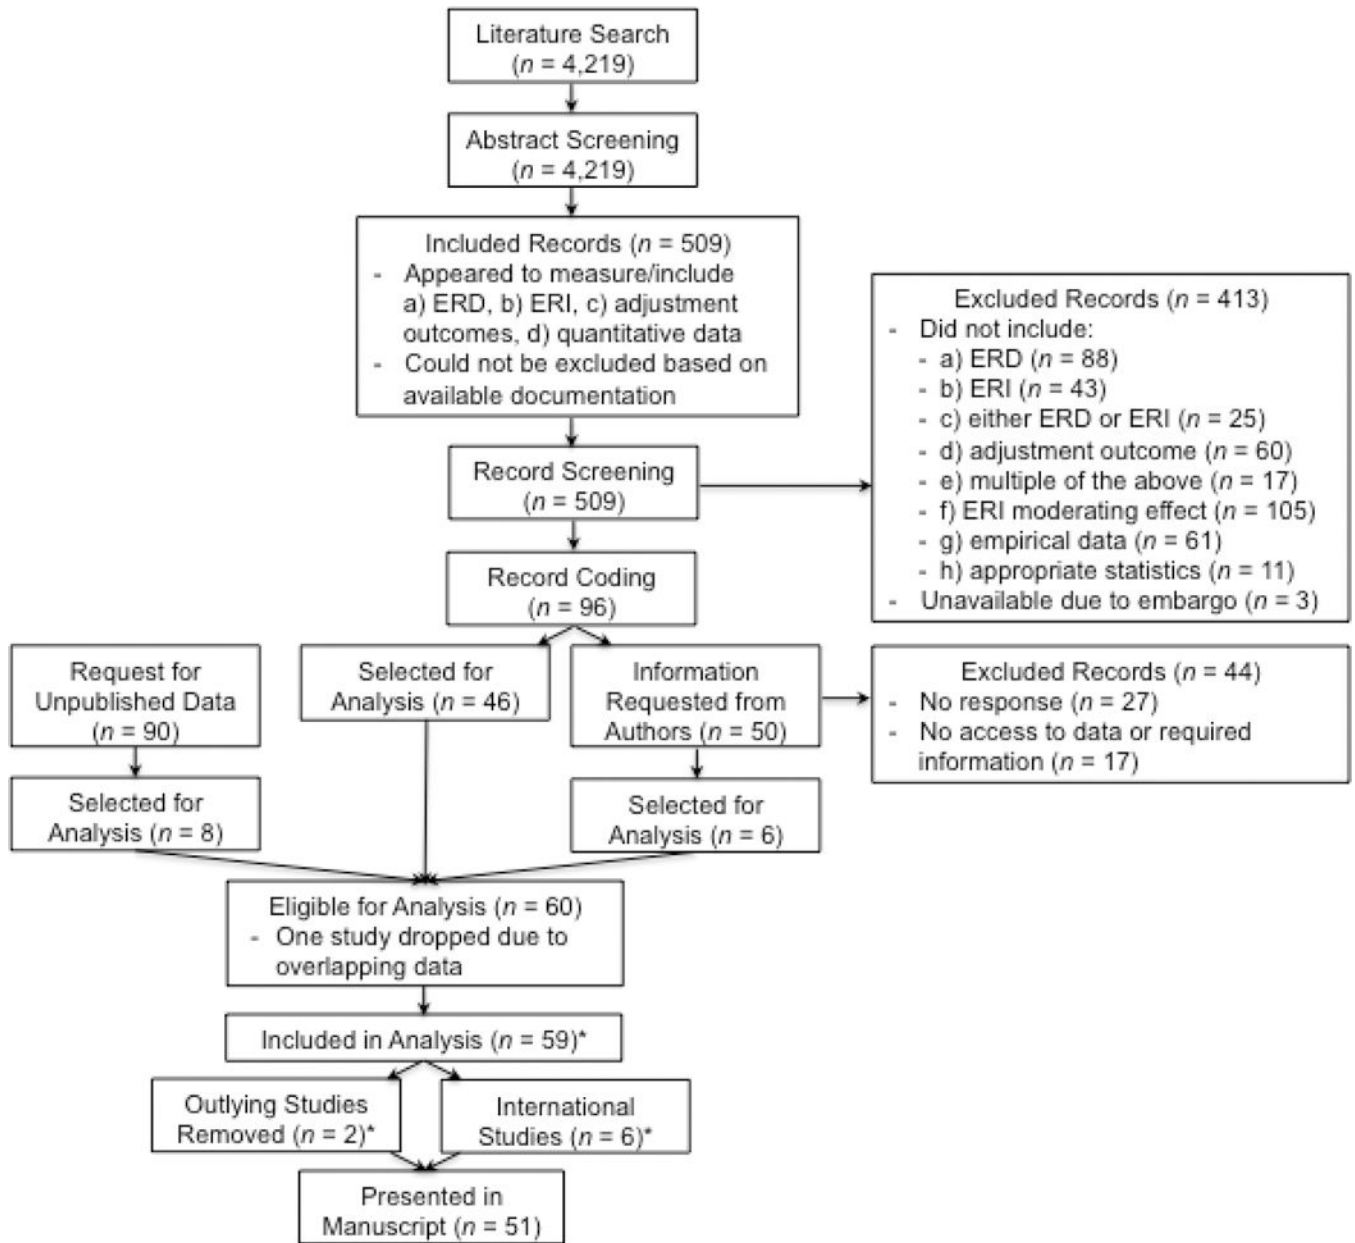 Literature Search
(n = 4,219)
Abstract Screening
(n = 4,219)
Included Records (n = 509)
- Appeared to measure/include
a) ERD, b) ERI, c) adjustment
outcomes, d) quantitative data
- Could not be excluded based on
available documentation
Excluded Records (n = 413)
- Did not include:
- a) ERD (n = 88)
- b) ERI (n = 43)
- c) either ERD or ERI (n = 25)
- d) adjustment outcome (n = 60)
- e) multiple of the above (n = 17)
- f) ERI moderating effect (n = 105)
- g) empirical data (n = 61)
- h) appropriate statistics (n = 11)
- Unavailable due to embargo (n = 3)
Record Screening
(n = 509)
Record Coding
(n = 96)
Request for
Unpublished Data
(n = 90)
Selected for
Analysis (n = 46)
Information
Requested from
Authors (n = 50)
Excluded Records (n = 44)
- No response (n = 27)
- No access to data or required
information (n = 17)
Selected for
Analysis (n = 8)
Selected for
Analysis (n = 6)
Eligible for Analysis (n = 60)
- One study dropped due to
overlapping data
Included in Analysis (n = 59)*
Outlying Studies
Removed (n = 2)*
International
Studies (n = 6)*
Presented in
Manuscript (n = 51)